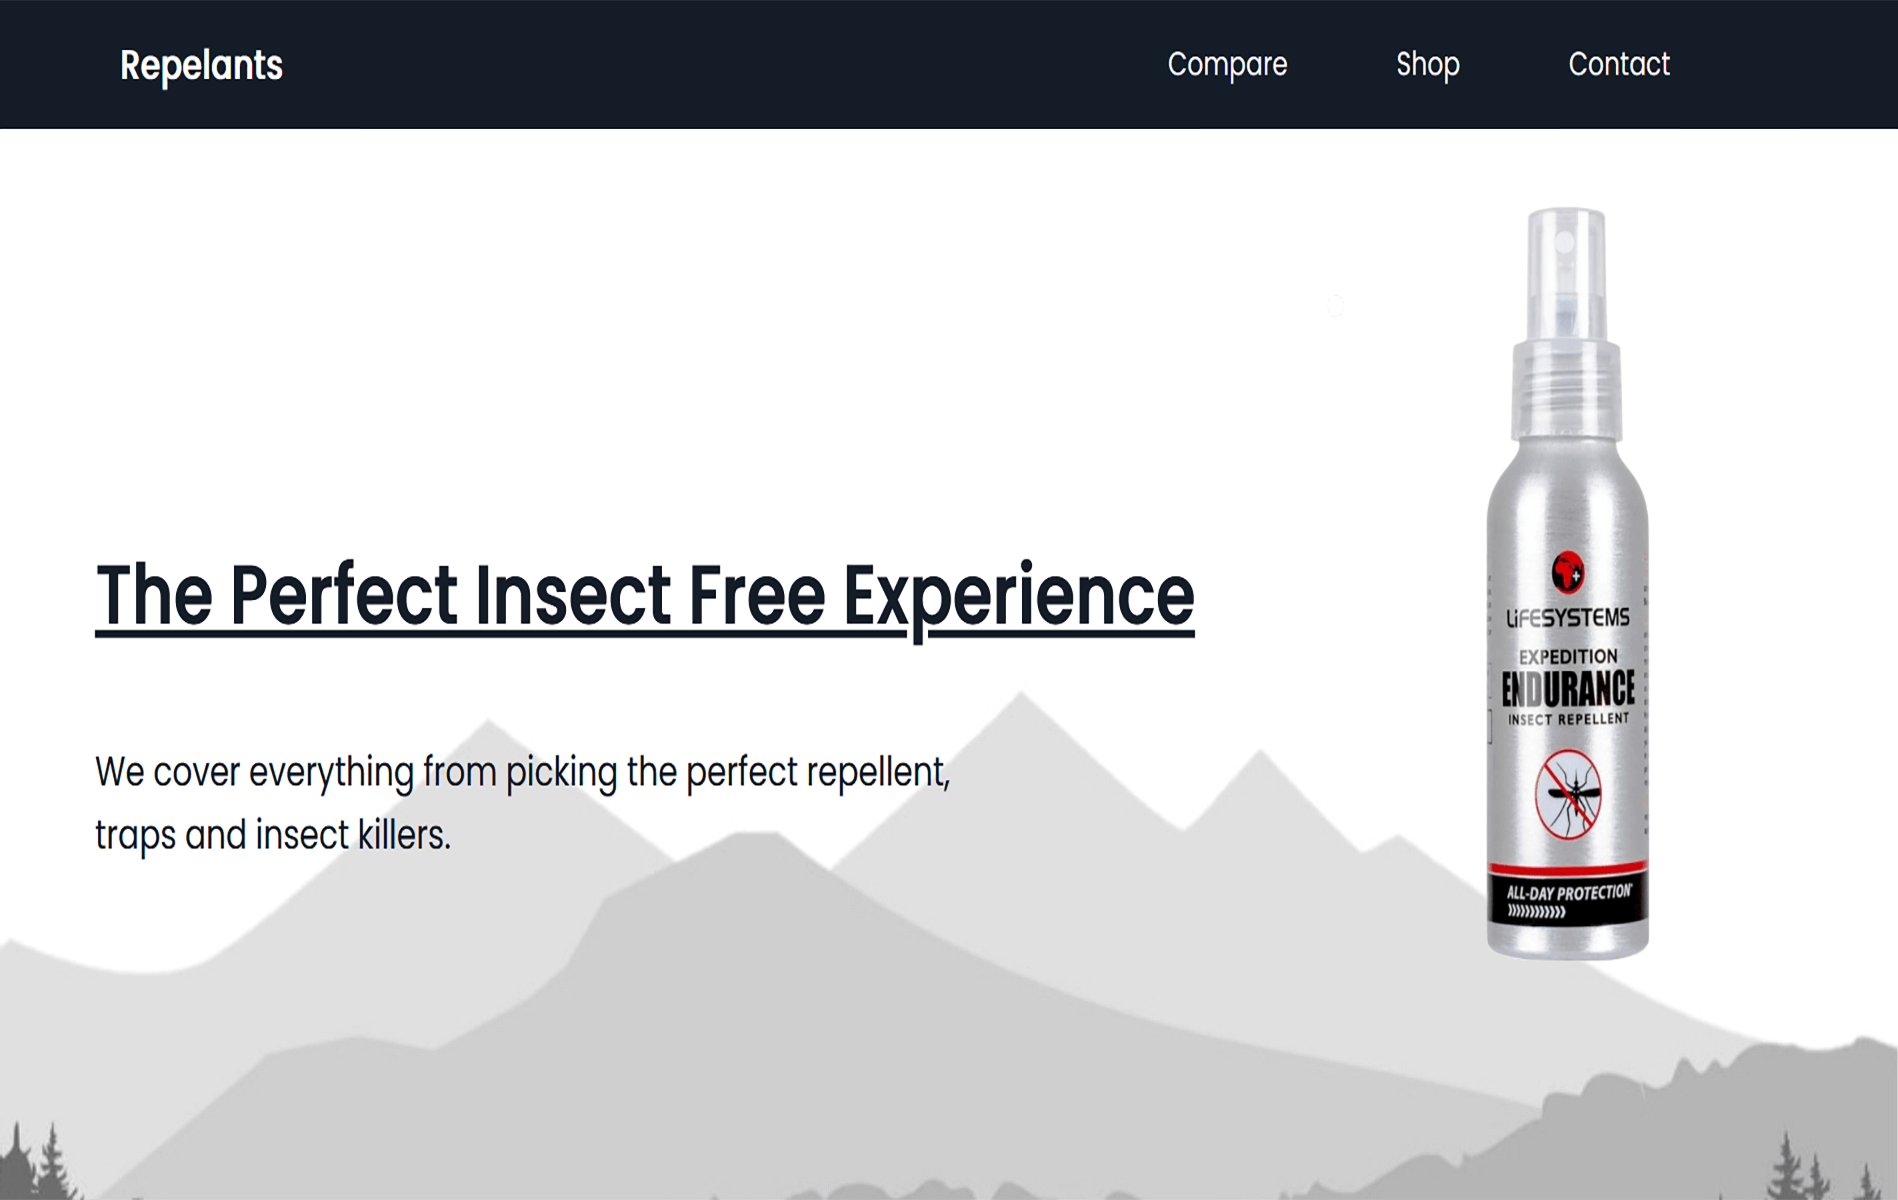 Repelants
Compare
Shop
Contact
The Perfect Insect Free Experience
We cover everything from picking the perfect repellent,
traps and insect killers.
LiFESYSTEMS
EXPEDITION
ENDURANCE
INSECT REPELLENT
ALL-DAY PROTECTION